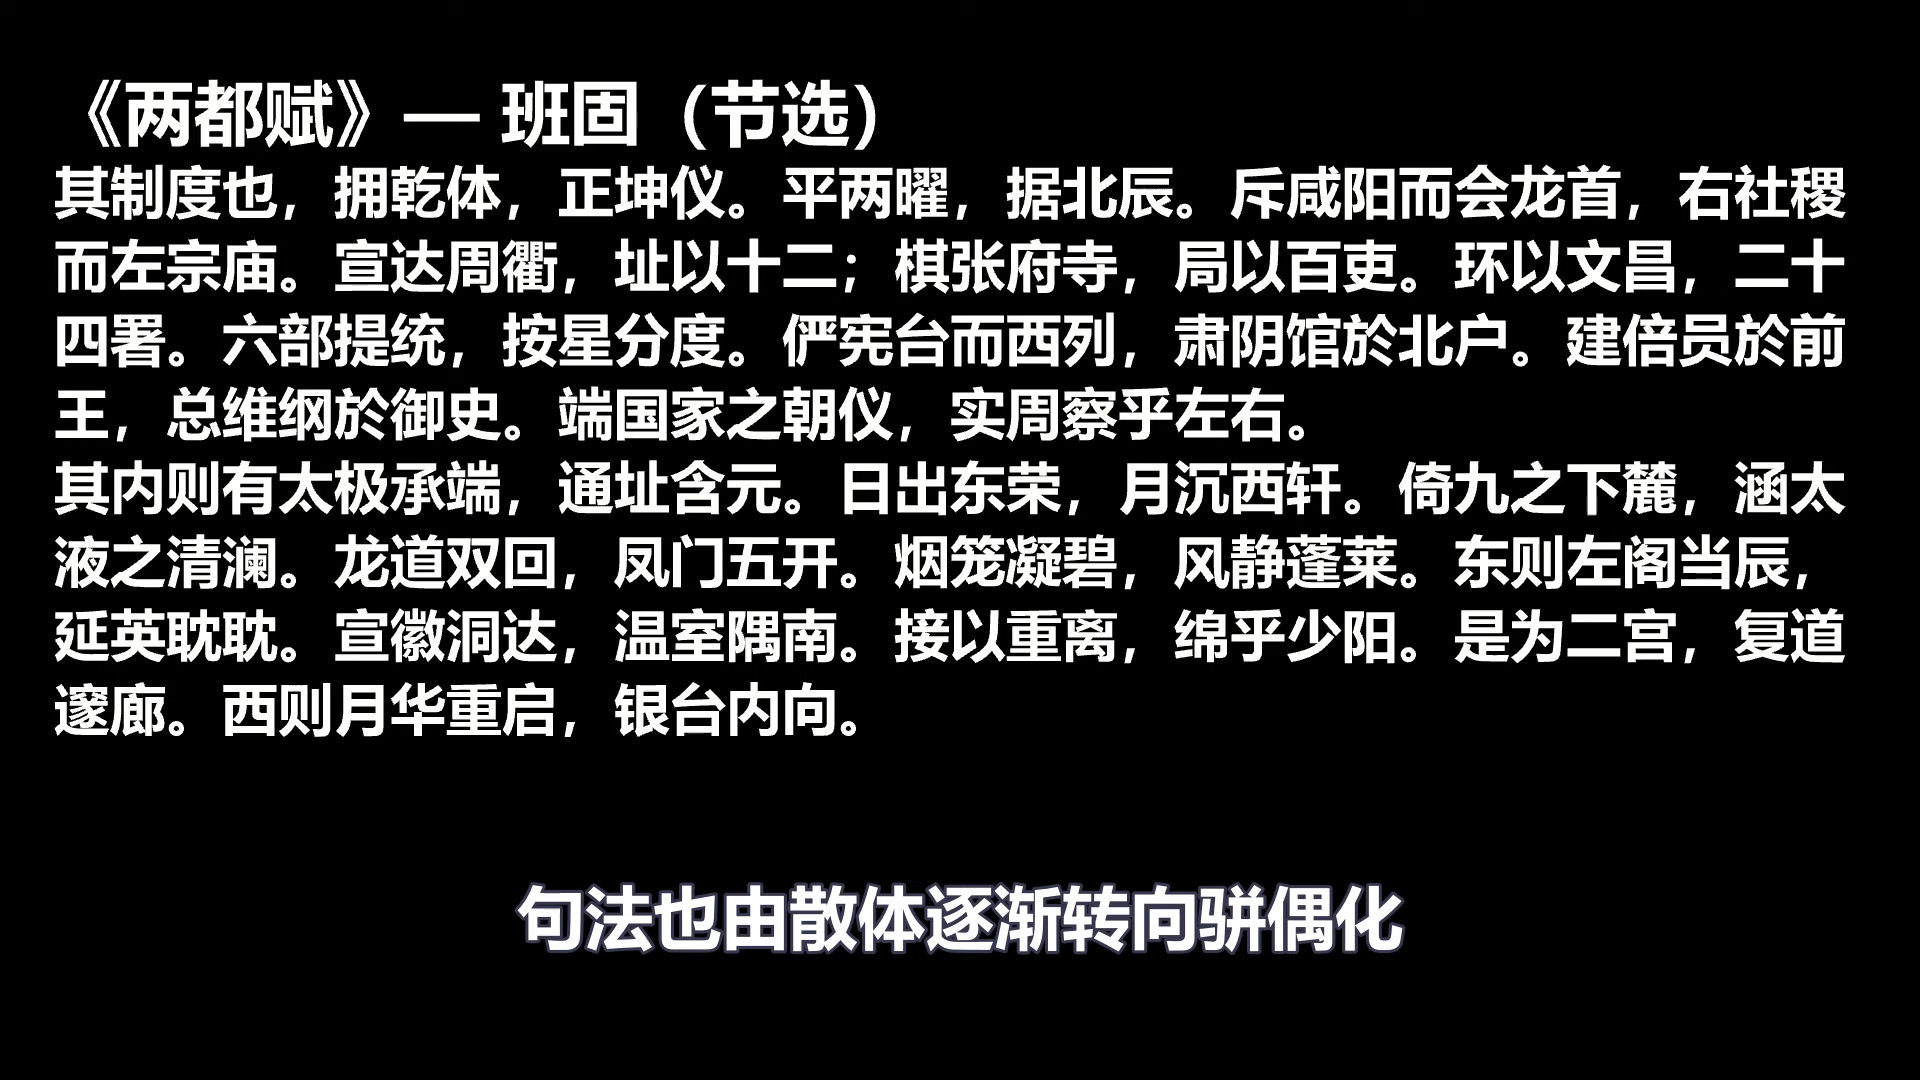 《两都赋》— 班固（节选）
其制度也，拥乾体，正坤仪。平两曜，据北辰。斥咸阳而会龙首，右社稷
而左宗庙。宣达周衢，址以十二；棋张府寺，局以百吏。环以文昌，二十
四署。六部提统，按星分度。俨宪台而西列，肃阴馆於北户。建倍员於前
王，总维纲於御史。端国家之朝仪，实周察乎左右。
其内则有太极承端，通址含元。日出东荣，月沉西轩。倚九之下麓，涵太
液之清澜。龙道双回，凤门五开。烟笼凝碧，风静蓬莱。东则左阁当辰，
延英耽耽。宣徽洞达，温室隅南。接以重离，绵乎少阳。是为二宫，复道
邃廊。西则月华重启，银台内向。
句法也由散体逐渐转向骈偶化